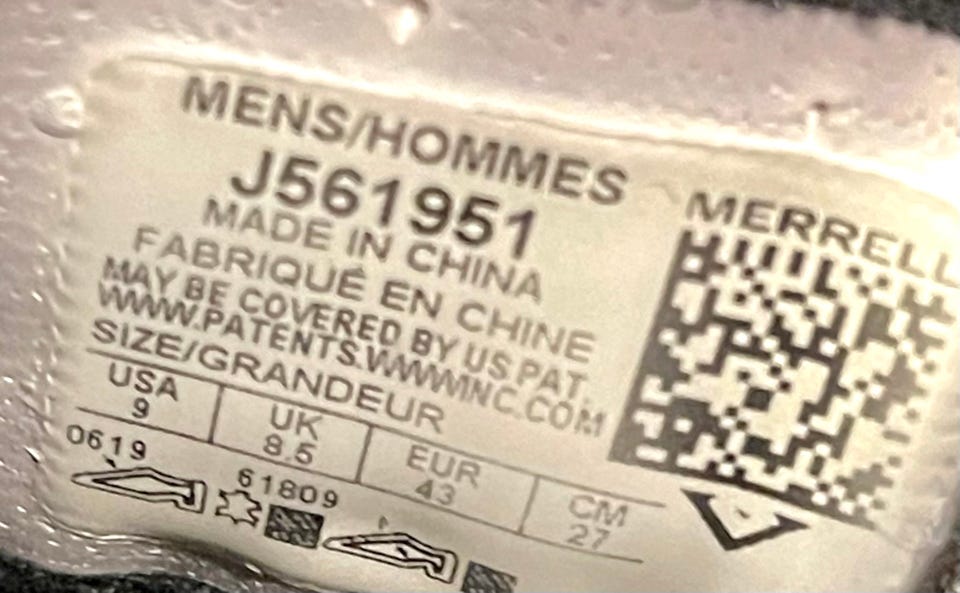 MENS/HOMMES
J561951
MADE IN CHINA
FABRIQUÉ EN CHINE
MAY BE COVERED BY US PAT.
WWW.PATENTS.WWWINC.COM
SIZE/GRANDEUR
USA UK EUR CM
9 8.5 43 27
0619 61809
MERRELL